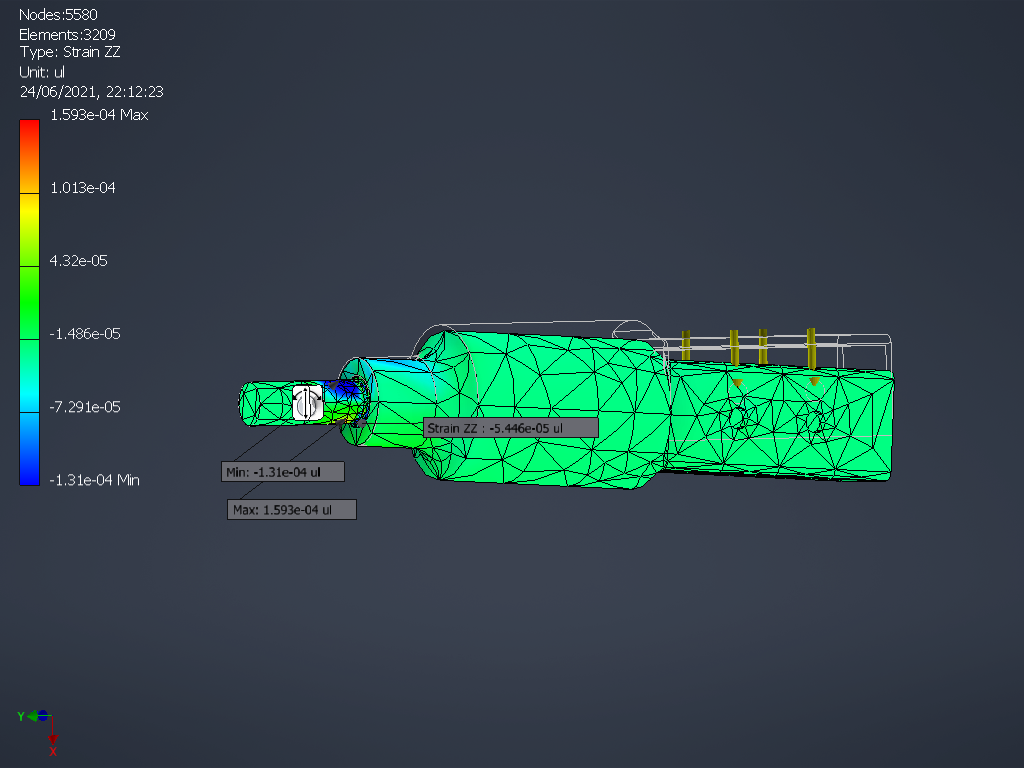 Nodes:5580
Elements:3209
Type: Strain ZZ
Unit: ul
24/06/2021, 22:12:23
1.593e-04 Max
1.013e-04
4.32e-05
-1.486e-05
-7.291e-05
-1.31e-04 Min
Strain ZZ : -5.446e-05 ul
Min: -1.31e-04 ul
Max: 1.593e-04 ul
Y
X